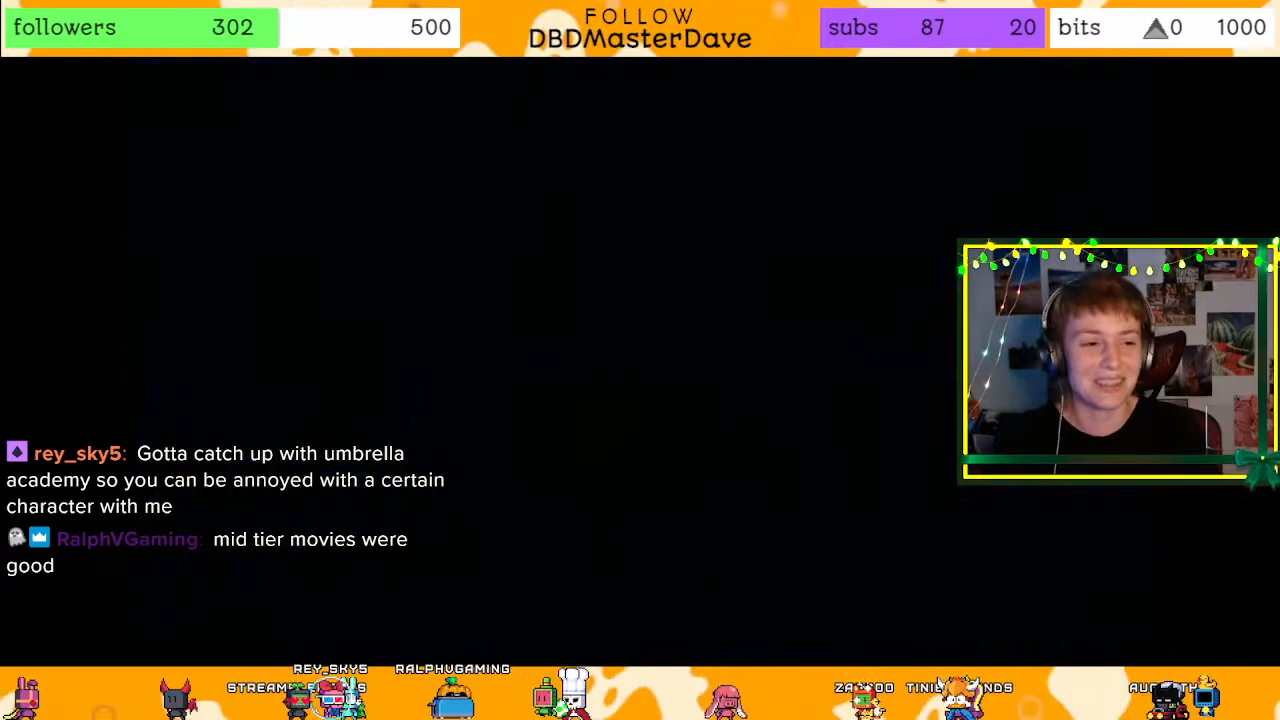 followers 302 500
FOLLOW
DBDMasterDave
subs 87 20
bits 0 1000
rey_sky5: Gotta catch up with umbrella
academy so you can be annoyed with a certain
character with me
RalphVGaming: mid tier movies were
good
REY_SKY5 RALPHVGAMING